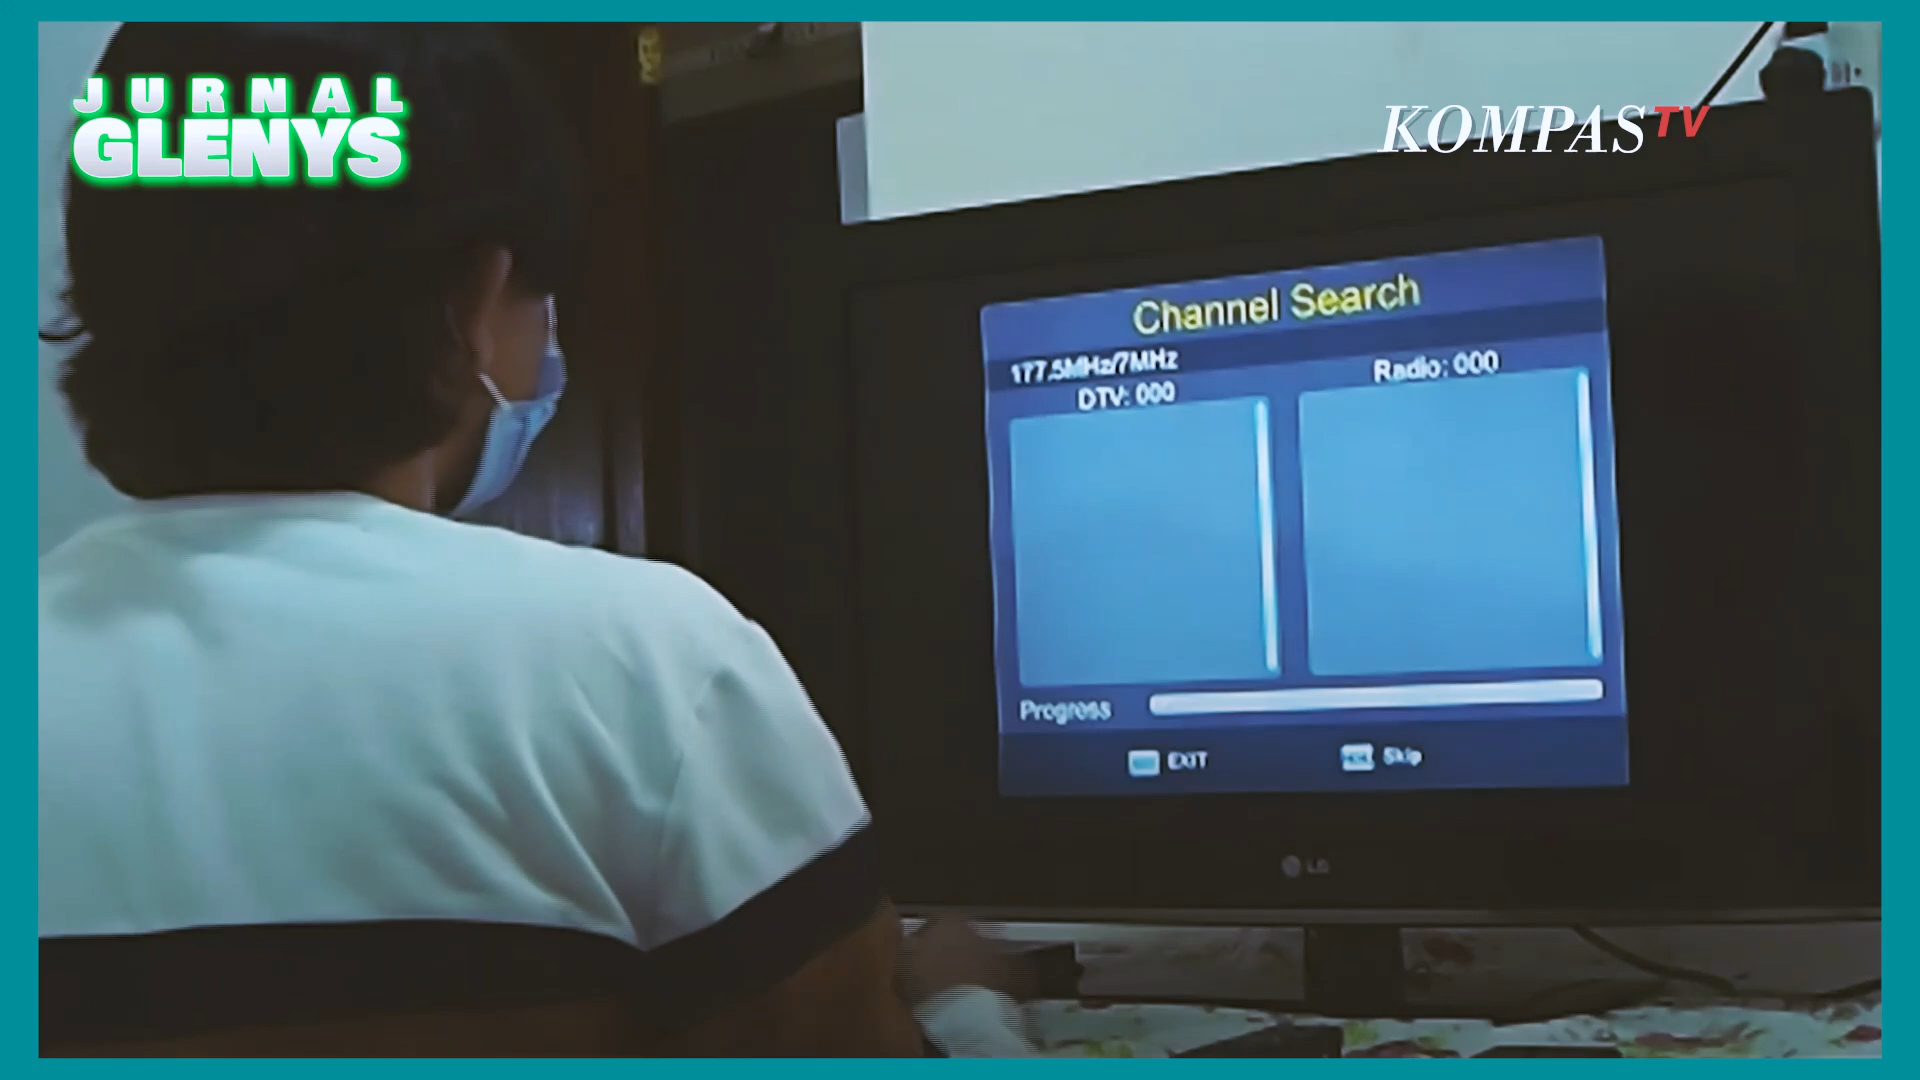 JURNAL
GLENYS
KOMPASTV
Channel Search
177.5MHz/7MHz
DTV: 000
Radio: 000
Progress
EXIT
Skip
LG